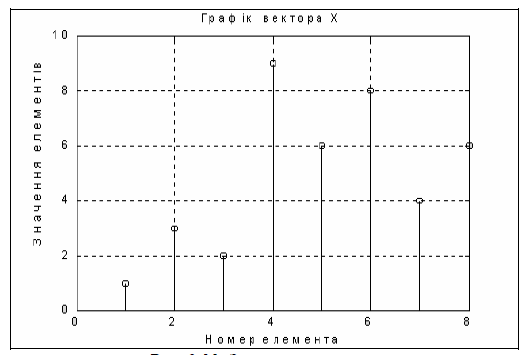 Графік вектора X
Значення елементів
10
8
6
4
2
0
0 2 4 6 8
Номер елемента